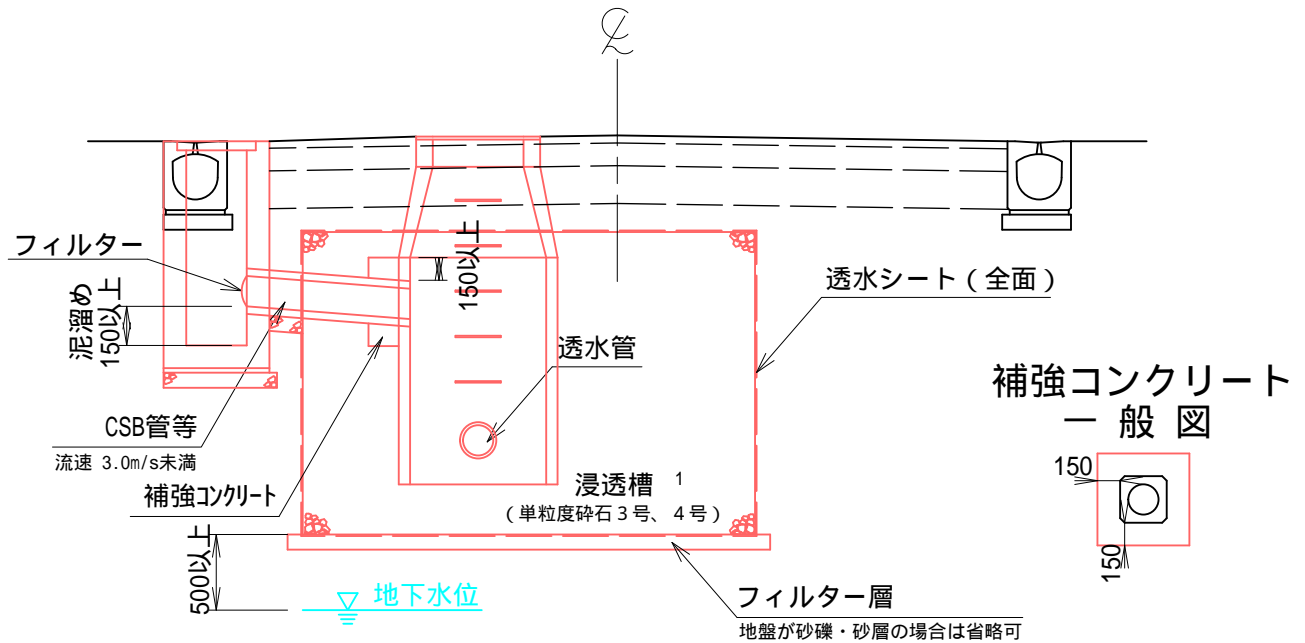 ℄
フィルター
泥溜め
150以上
150以上
透水シート(全面)
透水管
CSB管等
流速 3.0m/s未満
補強コンクリート
浸透槽 1
(単粒度砕石3号、4号)
500以上
地下水位
フィルター層
地盤が砂礫・砂層の場合は省略可
補強コンクリート
一般図
150
150